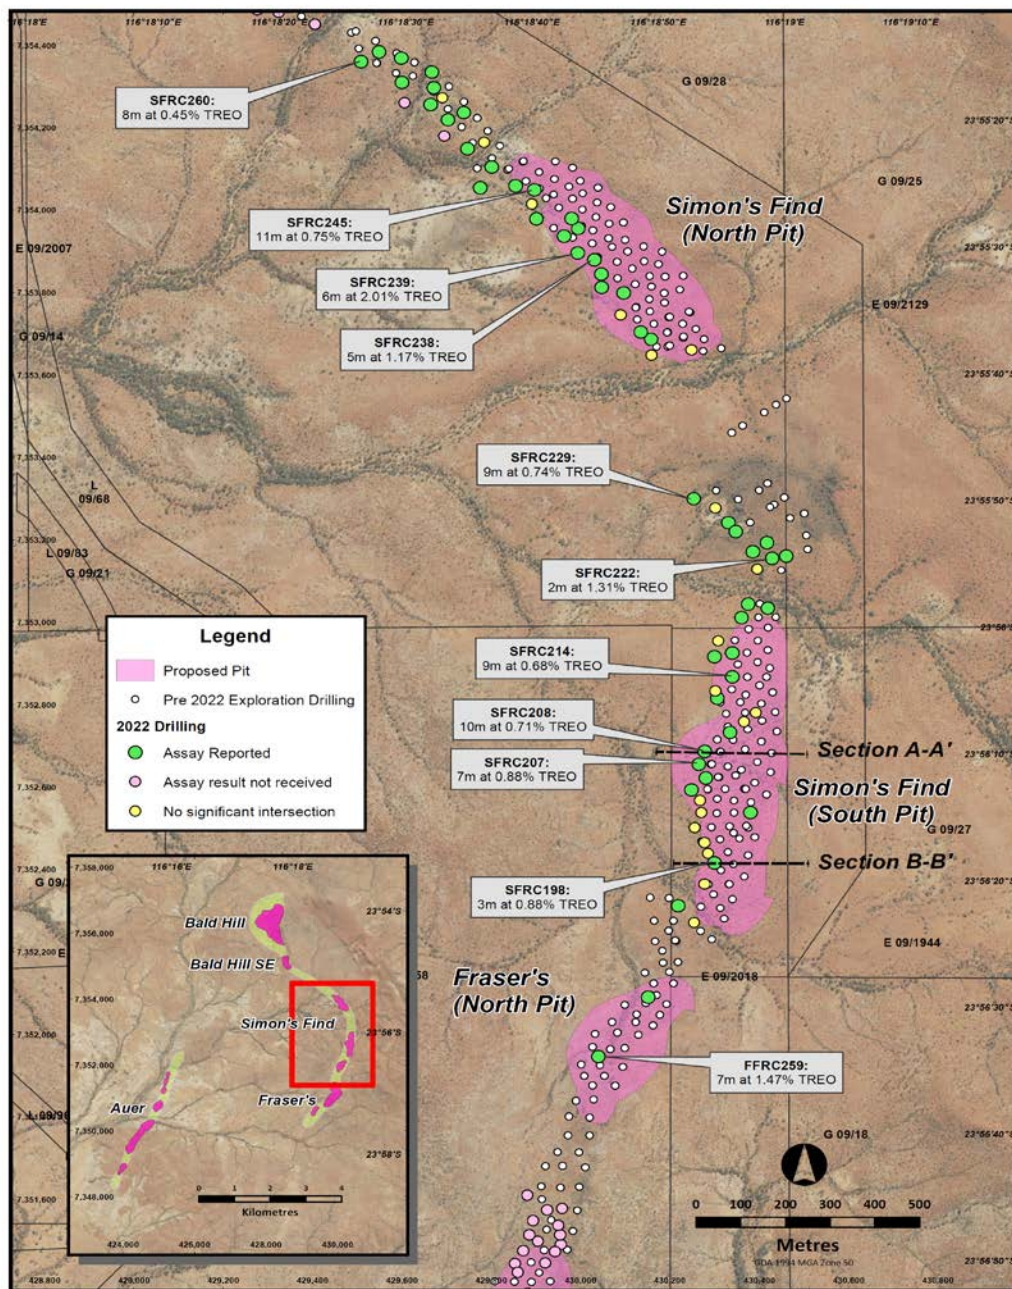 116°18'E
116°18'10"E
116°18'20"E
116°18'30"E
116°18'40"E
116°18'50"E
116°19'E
116°19'10"E
7,354,400
G 09/28
SFRC260:
8m at 0.45% TREO
7,354,200
23°55'20"S
G 09/25
Simon's Find
(North Pit)
7,354,000
SFRC245:
11m at 0.75% TREO
E 09/2007
23°55'30"S
SFRC239:
6m at 2.01% TREO
7,353,800
E 09/2129
G 09/14
SFRC238:
5m at 1.17% TREO
7,353,600
23°55'40"S
7,353,400
SFRC229:
9m at 0.74% TREO
L
09/68
23°55'50"S
7,353,200
L 09/83
G 09/21
SFRC222:
2m at 1.31% TREO
7,353,000
Legend
Proposed Pit
Pre 2022 Exploration Drilling
2022 Drilling
Assay Reported
Assay result not received
No significant intersection
SFRC214:
9m at 0.68% TREO
7,352,800
SFRC208:
10m at 0.71% TREO
Section A-A'
23°56'10"S
SFRC207:
7m at 0.88% TREO
7,352,600
Simon's Find
(South Pit)
G 09/27
Section B-B'
7,352,400
SFRC198:
3m at 0.88% TREO
23°56'20"S
7,352,200
E 09/1944
Fraser's
(North Pit)
E 09/2018
23°56'30"S
7,352,000
FFRC259:
7m at 1.47% TREO
G 09/18
23°56'40"S
7,351,600
0 100 200 300 400 500
Metres
GDA 1994 MGA Zone 50
23°56'50"S
428,800
429,000
429,200
429,400
430,000
430,200
430,400
430,600
430,800
116°16'E
116°18'E
7,358,000
23°54'S
Bald Hill
7,356,000
Bald Hill SE
7,354,000
Simon's Find
23°56'S
7,352,000
Fraser's
Auer
7,350,000
23°58'S
7,348,000
0 1 2 3 4
Kilometres
424,000
426,000
428,000
430,000